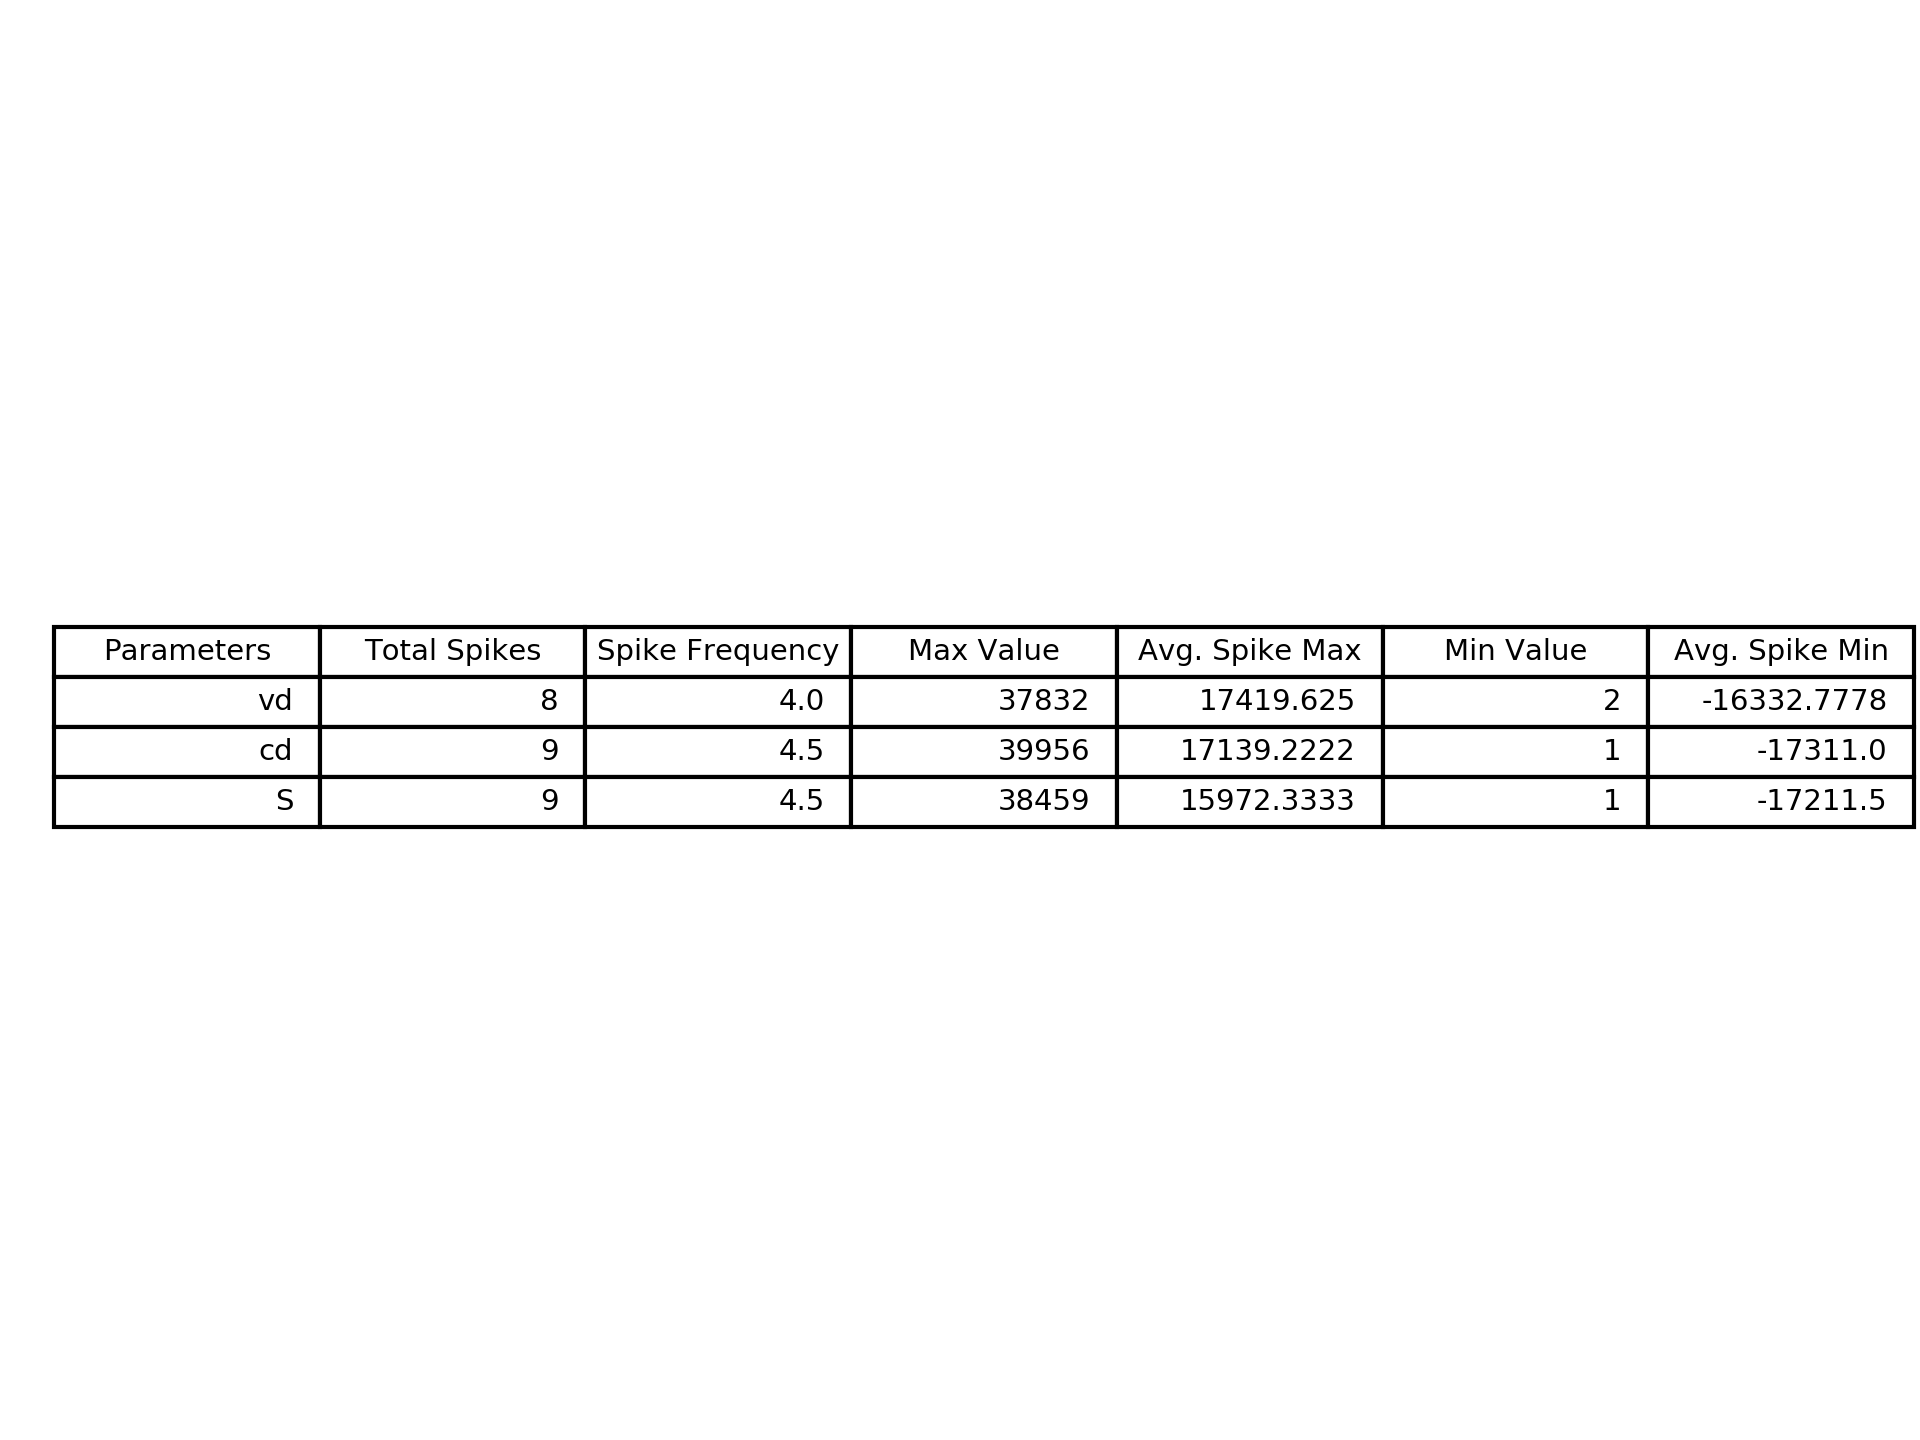 Parameters Total Spikes Spike Frequency Max Value Avg. Spike Max Min Value Avg. Spike Min
vd 8 4.0 37832 17419.625 2 -16332.7778
cd 9 4.5 39956 17139.2222 1 -17311.0
S 9 4.5 38459 15972.3333 1 -17211.5